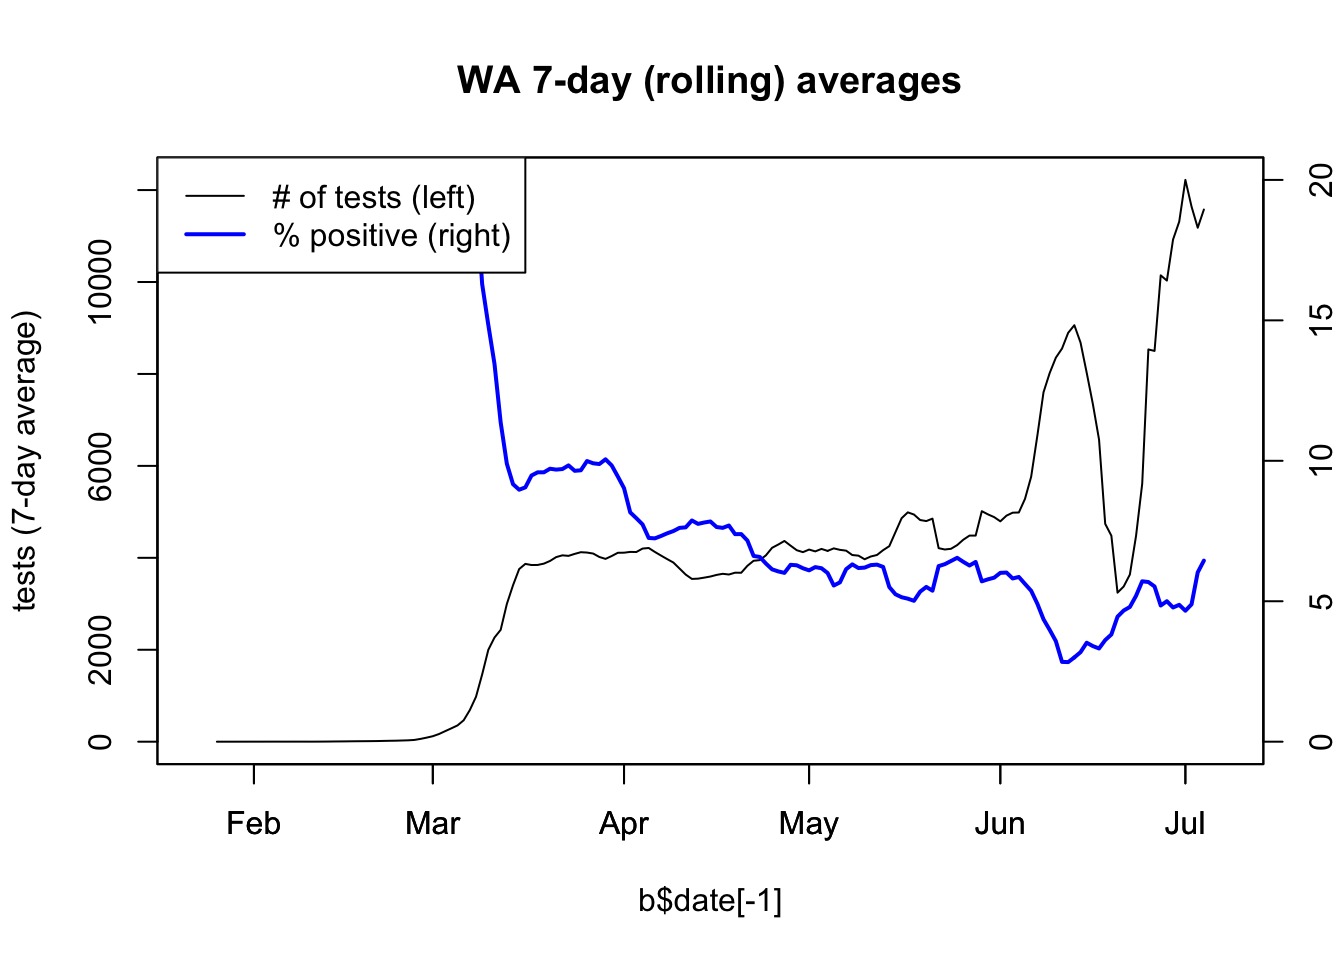 WA 7-day (rolling) averages
# of tests (left)
% positive (right)
tests (7-day average)
10000
6000
2000
0
20
15
10
5
0
Feb Mar Apr May Jun Jul
b$date[-1]